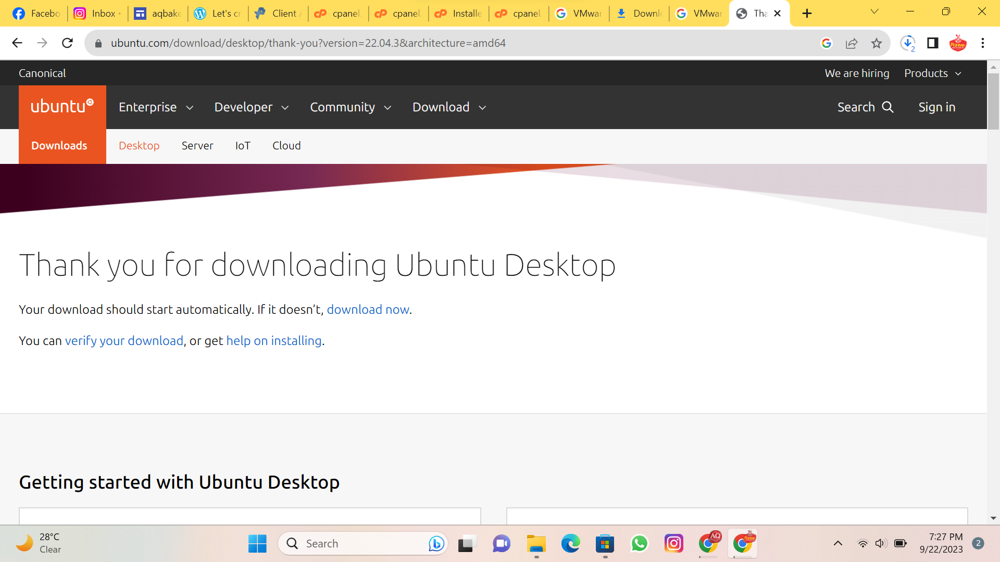 Facebo
Inbox
aqbake
Let's cr
Client A
cpanel.
cpanel.
Installe
cpanel.
VMwar
Downlo
VMwar
Tha
ubuntu.com/download/desktop/thank-you?version=22.04.3&architecture=amd64
2
Canonical
We are hiring
Products
ubuntu
Enterprise
Developer
Community
Download
Search
Sign in
Downloads
Desktop
Server
IoT
Cloud
Thank you for downloading Ubuntu Desktop
Your download should start automatically. If it doesn’t, download now.
You can verify your download, or get help on installing.
Getting started with Ubuntu Desktop
28°C
Clear
Search
AQ
7:27 PM
9/22/2023
2